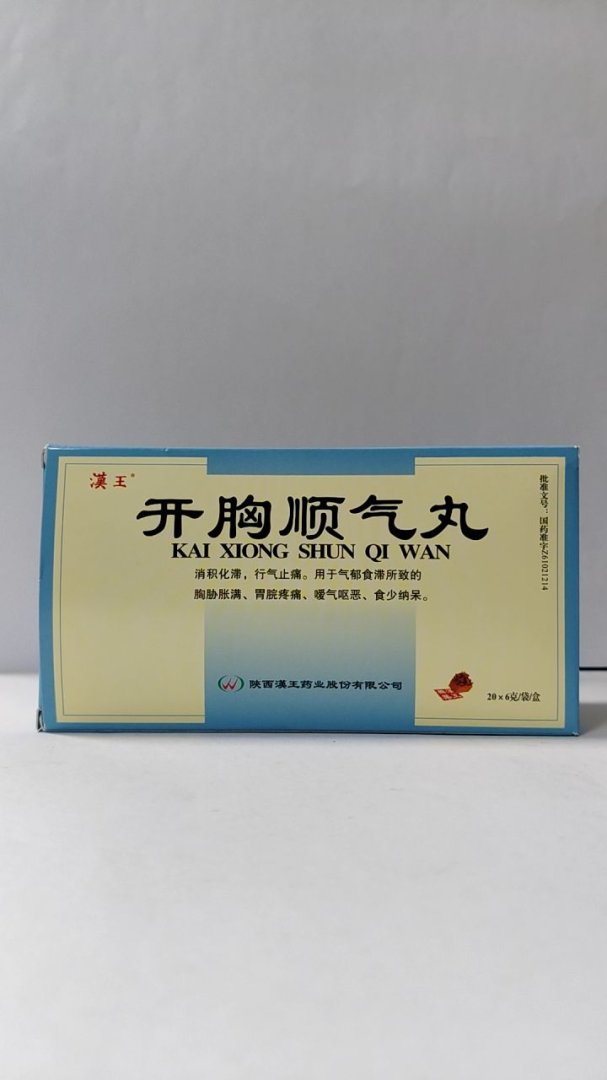 漢王®
开胸顺气丸
KAI XIONG SHUN QI WAN
消积化滞，行气止痛。用于气郁食滞所致的
胸胁胀满、胃脘疼痛、嗳气呕恶、食少纳呆。
陕西漢王药业股份有限公司
20×6克/袋/盒
批准文号：国药准字Z61021214